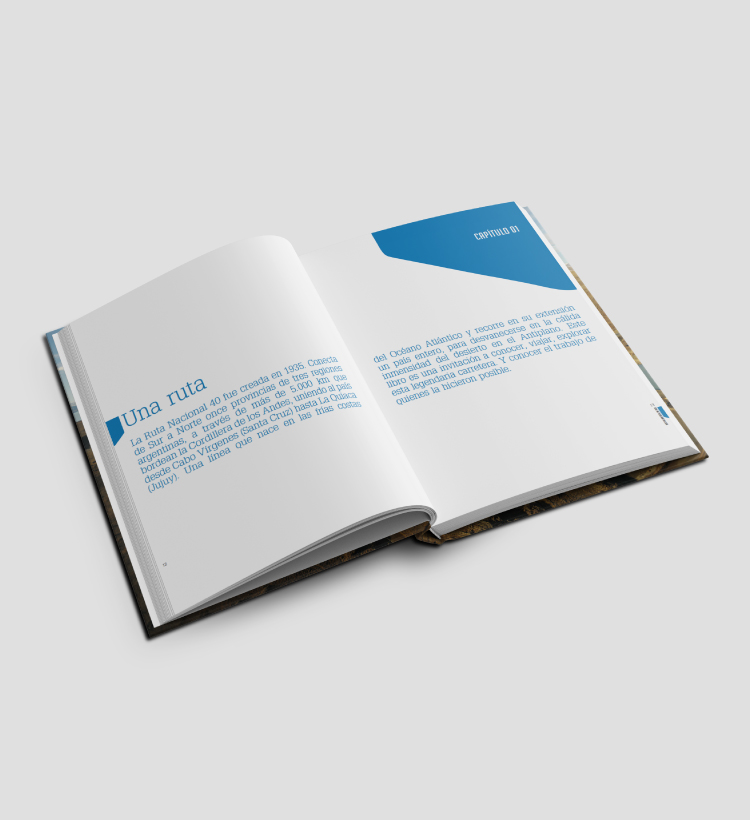 Una ruta
La Ruta Nacional 40 fue creada en 1935. Conecta
de Sur a Norte once provincias de tres regiones
argentinas, a través de más de 5.000 km que
bordean la Cordillera de los Andes, uniendo al país
desde Cabo Vírgenes (Santa Cruz) hasta La Quiaca
(Jujuy). Una línea que nace en las frías costas
CAPÍTULO 01
del Océano Atlántico y recorre en su extensión
un país entero, para desvanecerse en la cálida
inmensidad del desierto en el Antiplano. Este
libro es una invitación a conocer, viajar, explorar
esta legendaria carretera. Y conocer el trabajo de
quienes la hicieron posible.